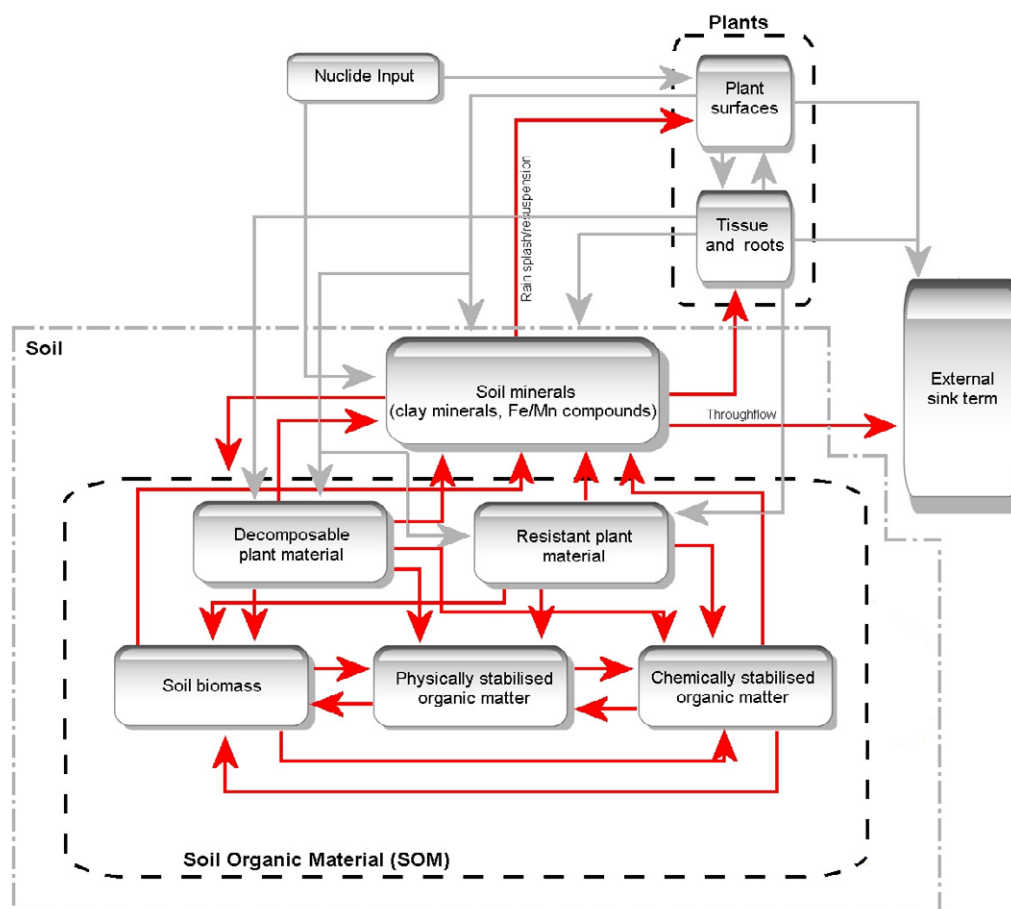 Plants
Nuclide Input
Plant
surfaces
Rain splash/resuspension
Tissue
and roots
Soil
Soil minerals
(clay minerals, Fe/Mn compounds)
External
sink term
Throughflow
Decomposable
plant material
Resistant plant
material
Soil biomass
Physically stabilised
organic matter
Chemically stabilised
organic matter
Soil Organic Material (SOM)